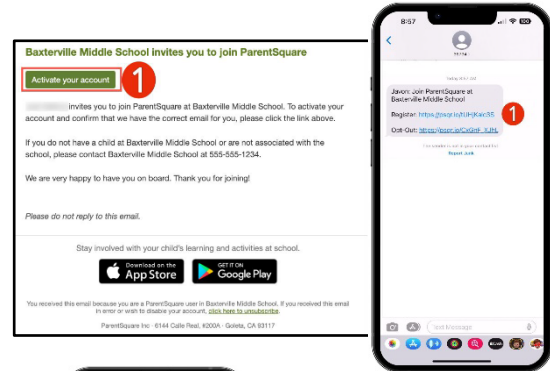 Baxterville Middle School invites you to join ParentSquare
Activate your account
1
invites you to join ParentSquare at Baxterville Middle School. To activate your
account and confirm that we have the correct email for you, please click the link above.
If you do not have a child at Baxterville Middle School or are not associated with the
school, please contact Baxterville Middle School at 555-555-1234.
We are very happy to have you on board. Thank you for joining!
Please do not reply to this email.
Stay involved with your child's learning and activities at school.
Download on the
App Store
GET IT ON
Google Play
You received this email because you are a ParentSquare user in Baxterville Middle School. If you received this email
in error or wish to disable your account, click here to unsubscribe.
ParentSquare Inc · 6144 Calle Real, #200A · Goleta, CA 93117
8:57
Javon: Join ParentSquare at
Baxterville Middle School
Register:
1
Opt-Out:
The sender is not in your contact list.
Report Junk
Text Message